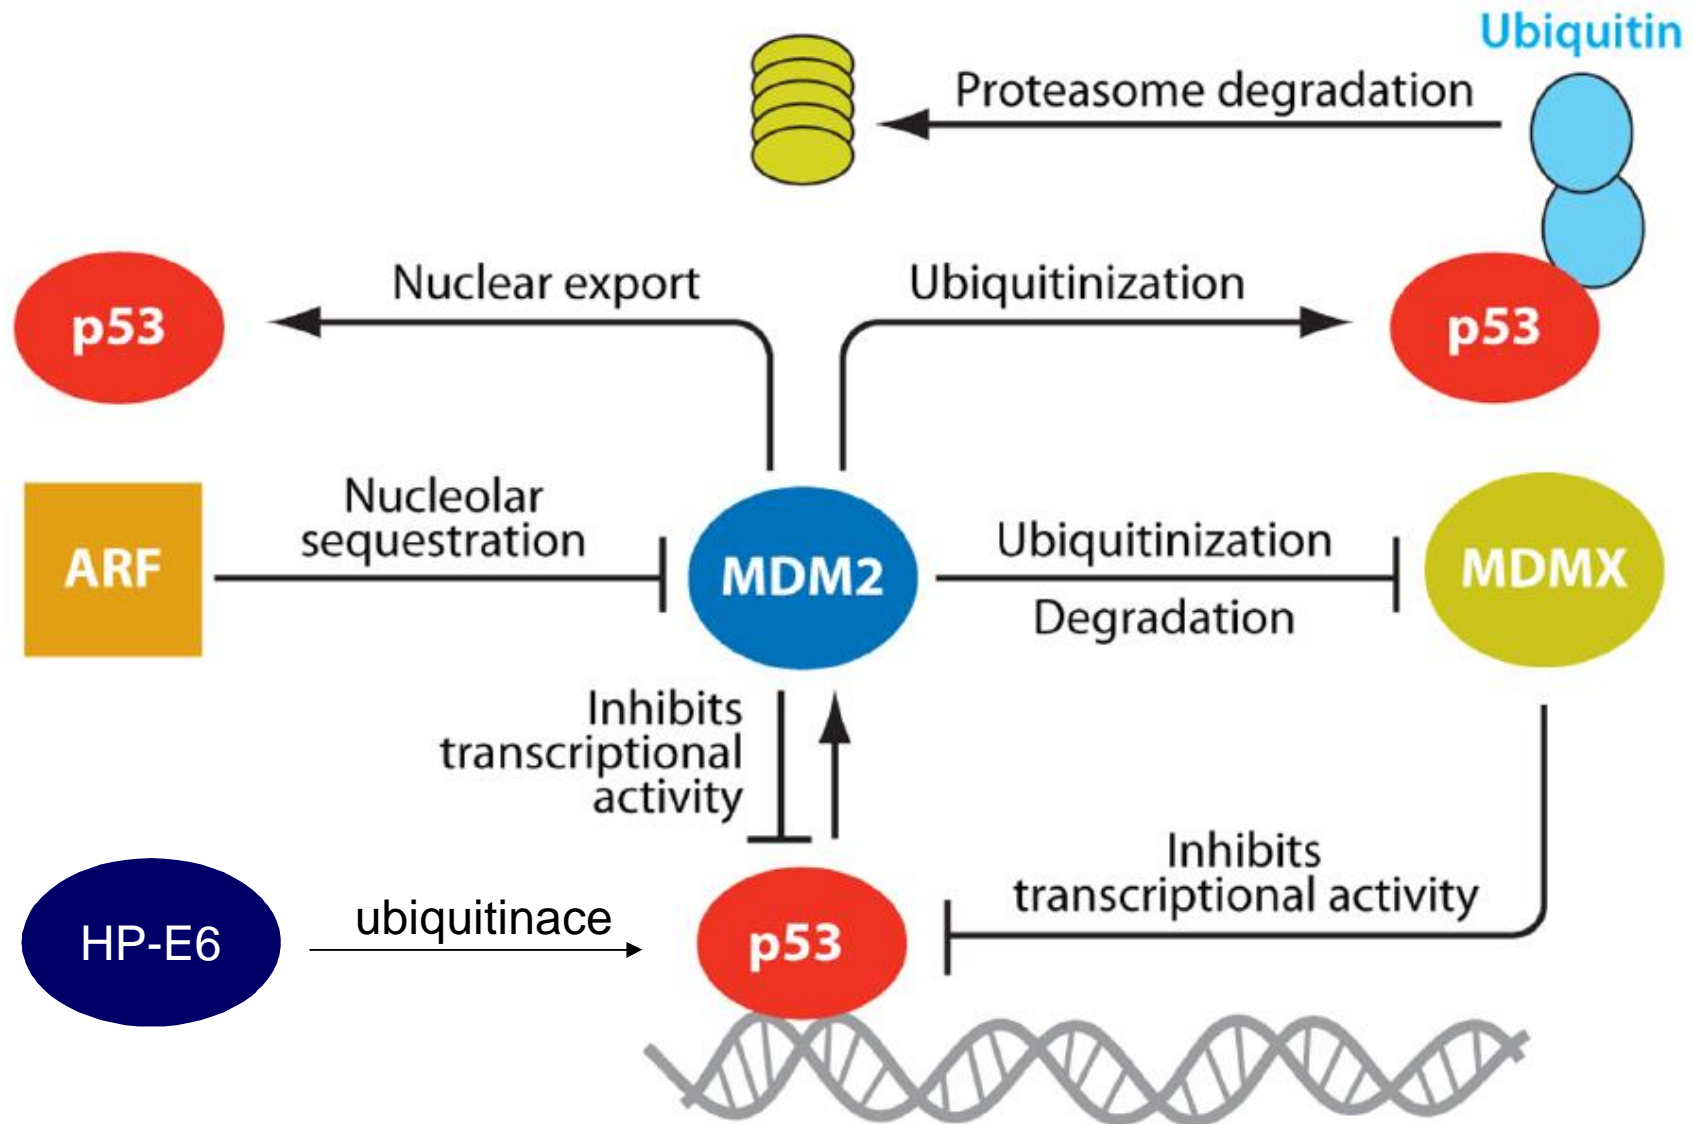 Ubiquitin
Proteasome degradation
Nuclear export
Ubiquitinization
p53
p53
Nucleolar
sequestration
ARF
MDM2
Ubiquitinization
Degradation
MDMX
Inhibits
transcriptional
activity
Inhibits
transcriptional activity
HP-E6
ubiquitinace
p53